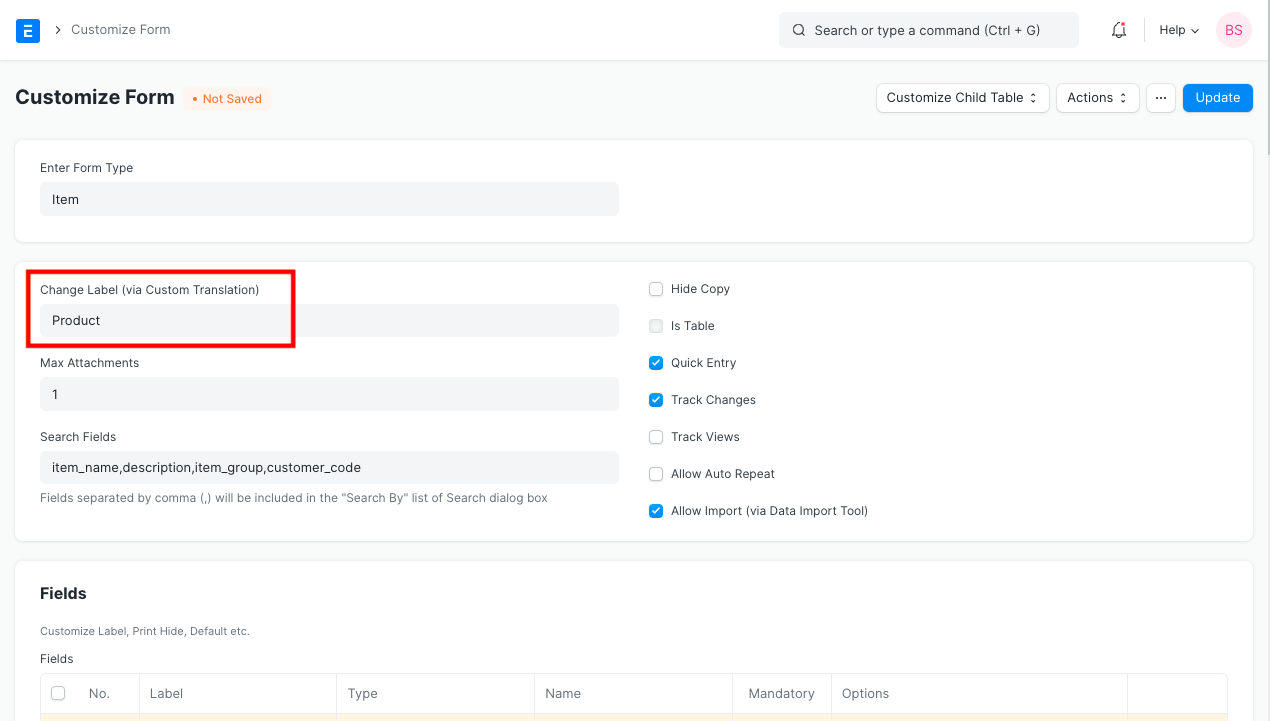 E > Customize Form
Search or type a command (Ctrl + G)
Help
BS
Customize Form
• Not Saved
Customize Child Table
Actions
...
Update
Enter Form Type
Item
Change Label (via Custom Translation)
Product
Max Attachments
1
Search Fields
item_name,description,item_group,customer_code
Fields separated by comma (,) will be included in the "Search By" list of Search dialog box
Hide Copy
Is Table
Quick Entry
Track Changes
Track Views
Allow Auto Repeat
Allow Import (via Data Import Tool)
Fields
Customize Label, Print Hide, Default etc.
Fields
No. Label Type Name Mandatory Options